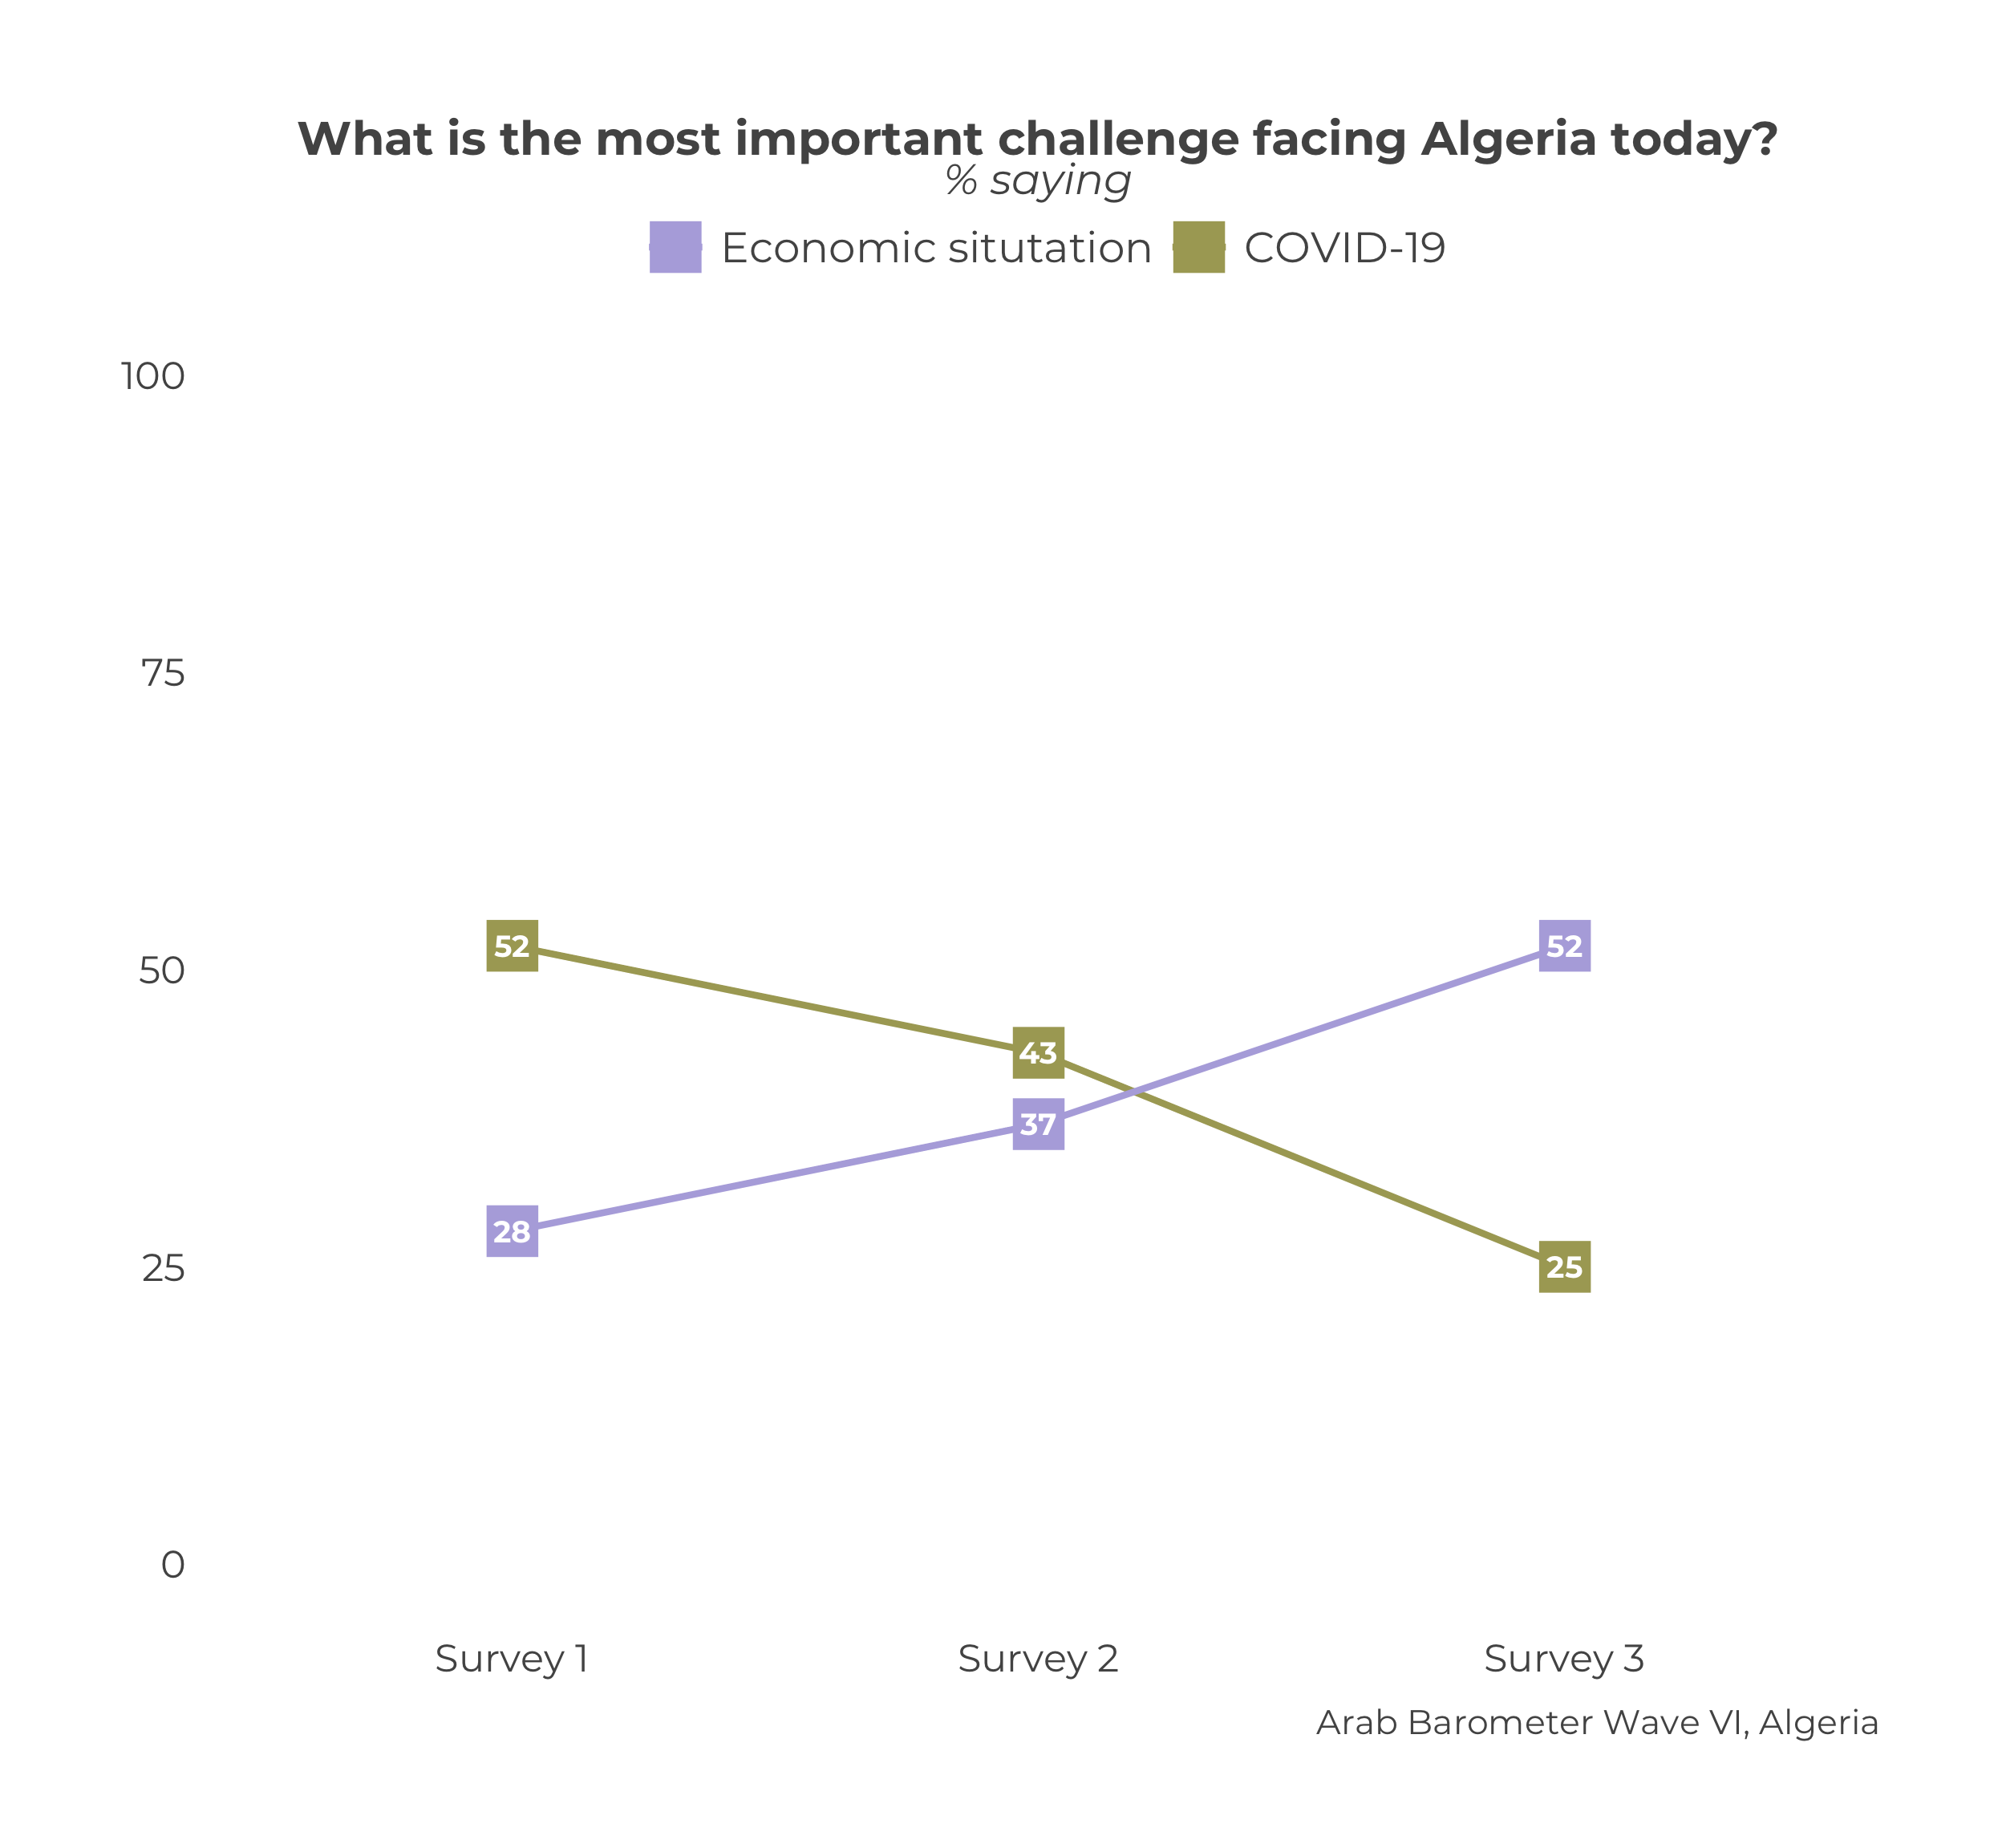 What is the most important challenge facing Algeria today?
% saying
Economic situtation COVID-19
100
75
50
25
0
52
43
25
28
37
52
Survey 1 Survey 2 Survey 3
Arab Barometer Wave VI, Algeria